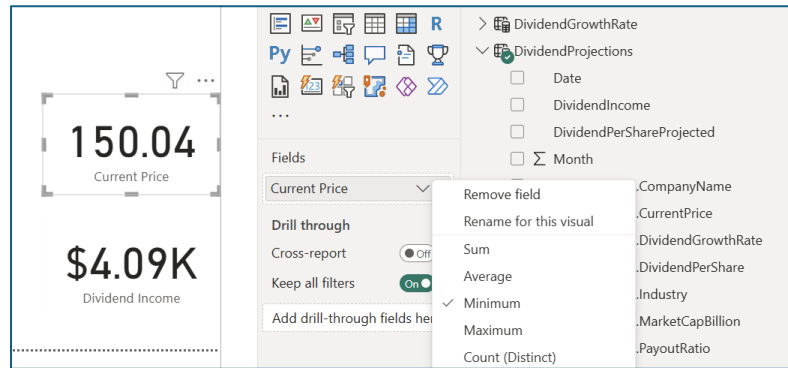 150.04
Current Price
$4.09K
Dividend Income
R
Py
123
...
Fields
Current Price
Drill through
Cross-report
Off
Keep all filters
On
Add drill-through fields her
Remove field
Rename for this visual
Sum
Average
Minimum
Maximum
Count (Distinct)
DividendGrowthRate
DividendProjections
Date
DividendIncome
DividendPerShareProjected
Σ Month
.CompanyName
.CurrentPrice
.DividendGrowthRate
.DividendPerShare
.Industry
.MarketCapBillion
.PayoutRatio